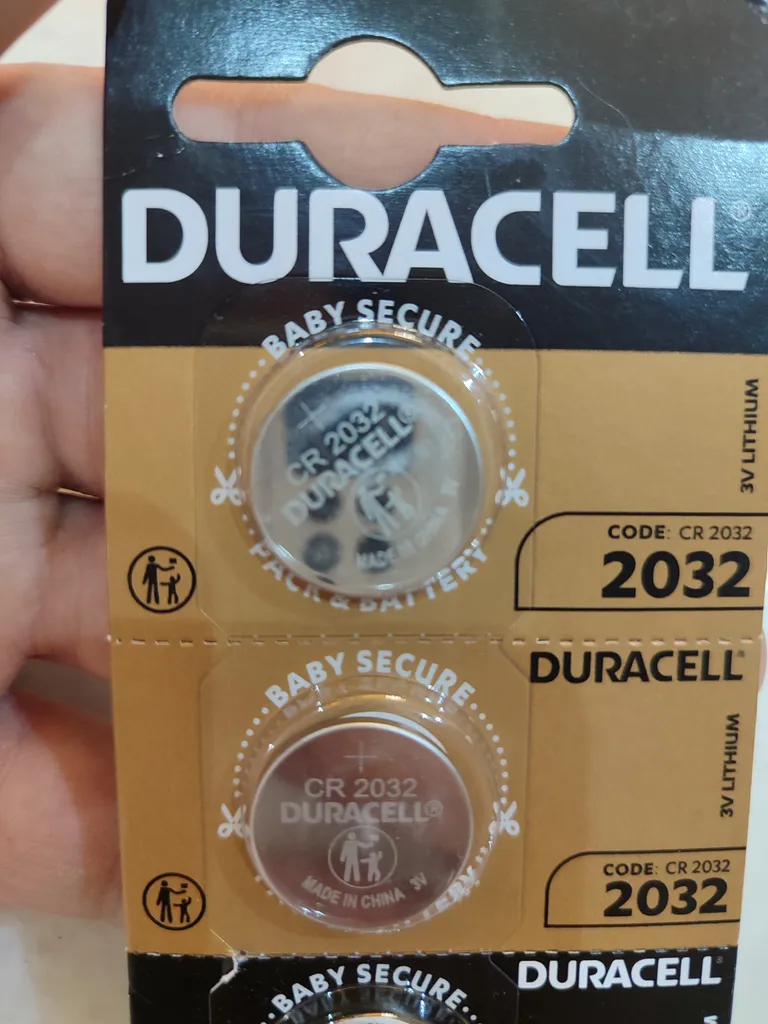 DURACELL®
BABY SECURE
+
CR 2032
DURACELL®
MADE IN CHINA 3V
PACK & BATTERY
3V LITHIUM
CODE: CR 2032
2032
BABY SECURE
DURACELL®
+
CR 2032
DURACELL®
MADE IN CHINA 3V
3V LITHIUM
CODE: CR 2032
2032
BABY SECURE
DURACELL®